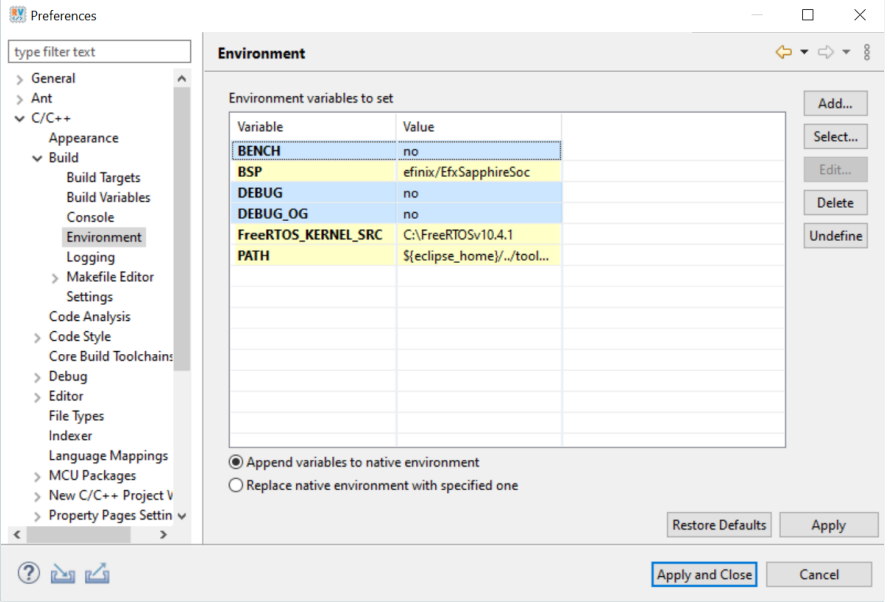 Preferences
type filter text
General
Ant
C/C++
Appearance
Build
Build Targets
Build Variables
Console
Environment
Logging
Makefile Editor
Settings
Code Analysis
Code Style
Core Build Toolchains
Debug
Editor
File Types
Indexer
Language Mappings
MCU Packages
New C/C++ Project W
Property Pages Settin
Environment
Environment variables to set
Variable Value
BENCH no
BSP efinix/EfxSapphireSoc
DEBUG no
DEBUG_OG no
FreeRTOS_KERNEL_SRC C:\FreeRTOSv10.4.1
PATH ${eclipse_home}/../tool...
Add...
Select...
Edit...
Delete
Undefine
Append variables to native environment
Replace native environment with specified one
Restore Defaults Apply
? Apply and Close Cancel